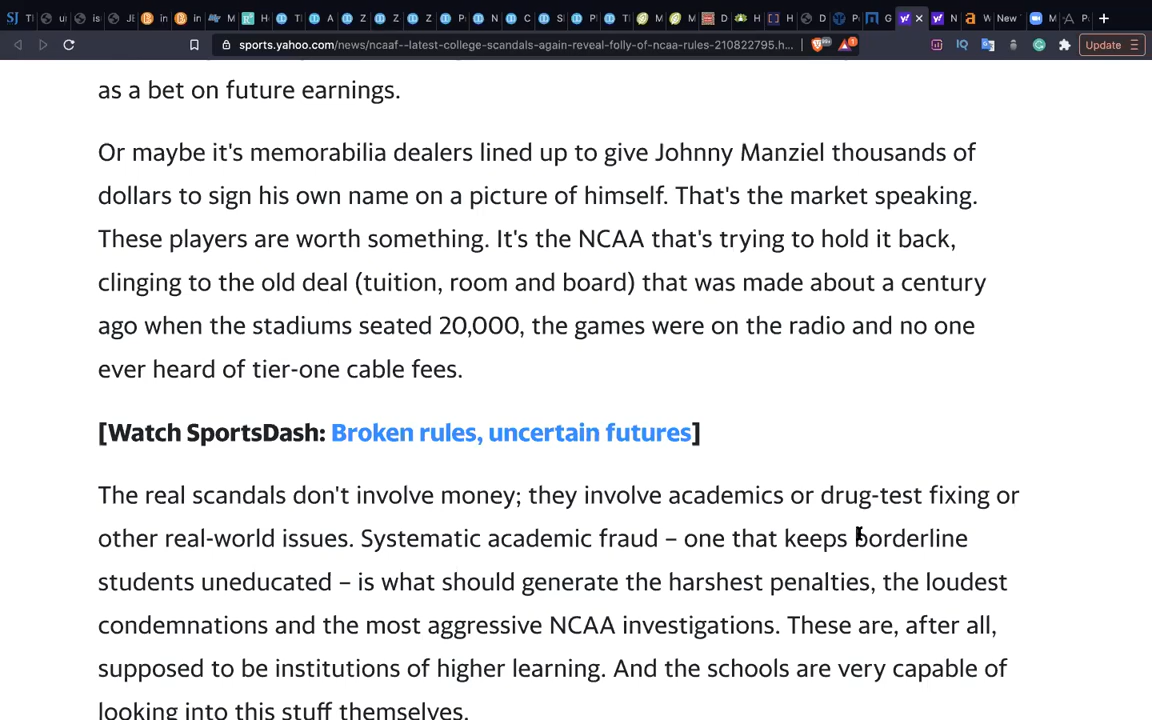 SJ
sports.yahoo.com/news/ncaaf--latest-college-scandals-again-reveal-folly-of-ncaa-rules-210822795.h...
Update
as a bet on future earnings.
Or maybe it's memorabilia dealers lined up to give Johnny Manziel thousands of
dollars to sign his own name on a picture of himself. That's the market speaking.
These players are worth something. It's the NCAA that's trying to hold it back,
clinging to the old deal (tuition, room and board) that was made about a century
ago when the stadiums seated 20,000, the games were on the radio and no one
ever heard of tier-one cable fees.
[Watch SportsDash: Broken rules, uncertain futures]
The real scandals don't involve money; they involve academics or drug-test fixing or
other real-world issues. Systematic academic fraud – one that keeps borderline
students uneducated – is what should generate the harshest penalties, the loudest
condemnations and the most aggressive NCAA investigations. These are, after all,
supposed to be institutions of higher learning. And the schools are very capable of
looking into this stuff themselves.